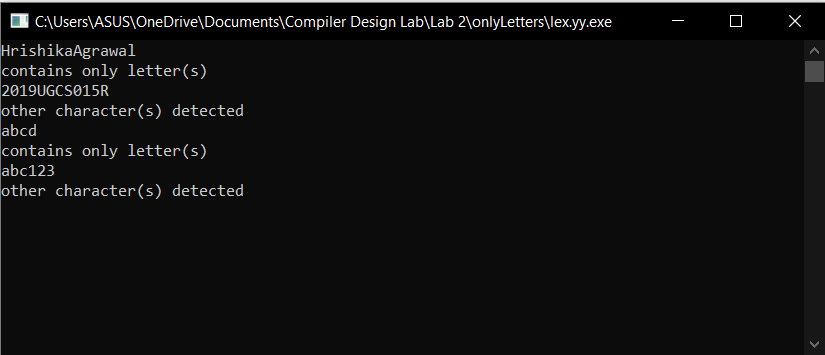 C:\Users\ASUS\OneDrive\Documents\Compiler Design Lab\Lab 2\onlyLetters\lex.yy.exe
HrishikaAgrawal
contains only letter(s)
2019UGCS015R
other character(s) detected
abcd
contains only letter(s)
abc123
other character(s) detected